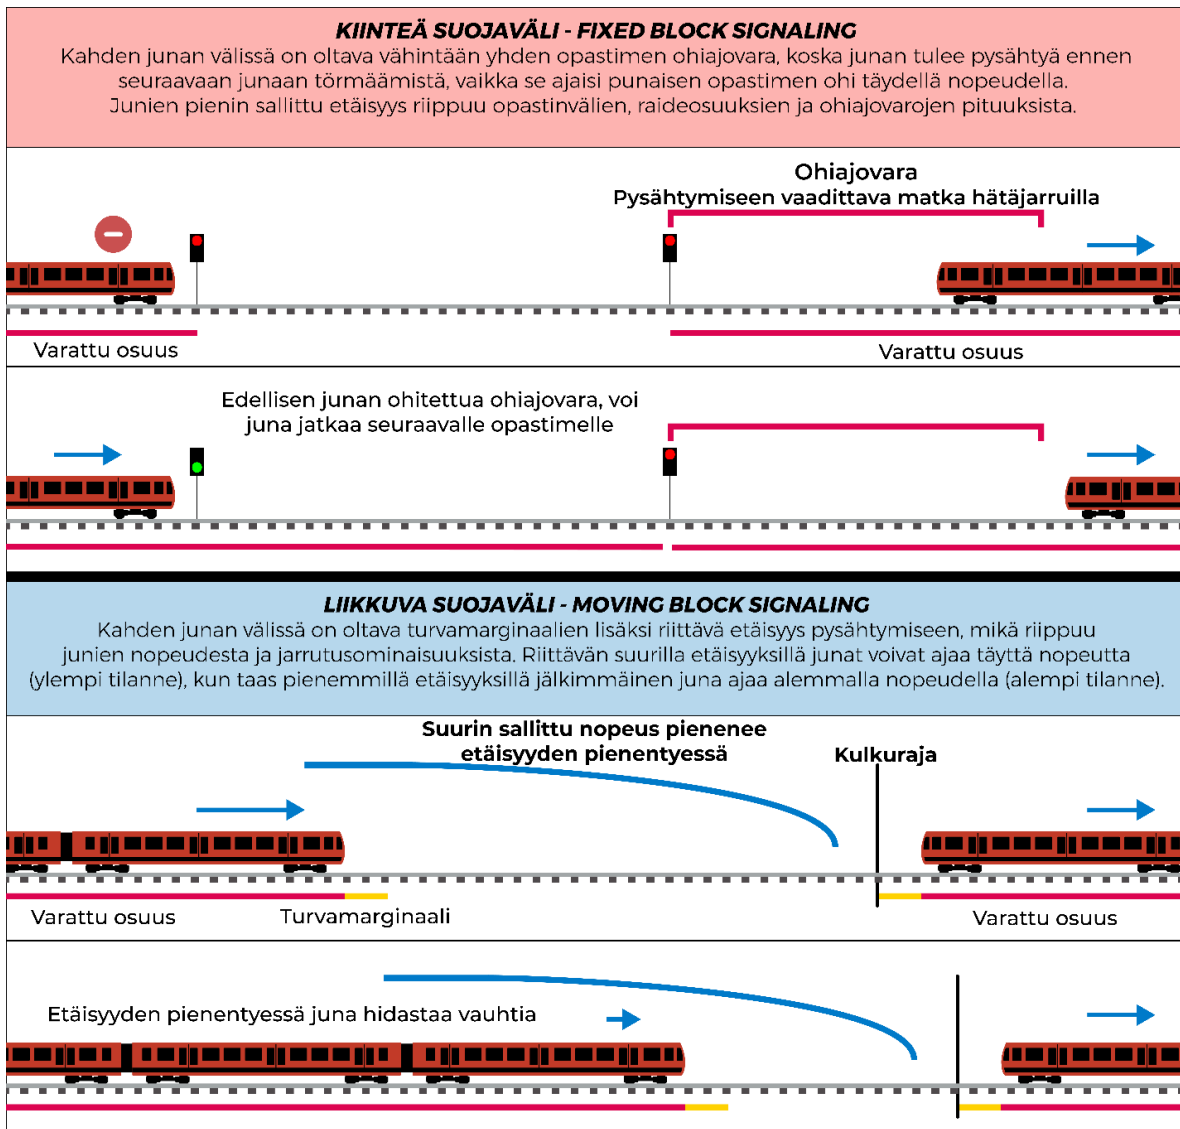 KIINTEÄ SUOJAVÄLI - FIXED BLOCK SIGNALING
Kahden junan välissä on oltava vähintään yhden opastimen ohiajovara, koska junan tulee pysähtyä ennen
seuraavaan junaan törmäämistä, vaikka se ajaisi punaisen opastimen ohi täydellä nopeudella.
Junien pienin sallittu etäisyys riippuu opastinvälien, raideosuuksien ja ohiajovarojen pituuksista.
Ohiajovara
Pysähtymiseen vaadittava matka hätäjarruilla
Varattu osuus
Varattu osuus
Edellisen junan ohitettua ohiajovara, voi
juna jatkaa seuraavalle opastimelle
LIIKKUVA SUOJAVÄLI - MOVING BLOCK SIGNALING
Kahden junan välissä on oltava turvamarginaalien lisäksi riittävä etäisyys pysähtymiseen, mikä riippuu
junien nopeudesta ja jarrutusominaisuuksista. Riittävän suurilla etäisyyksillä junat voivat ajaa täyttä nopeutta
(ylempi tilanne), kun taas pienemmillä etäisyyksillä jälkimmäinen juna ajaa alemmalla nopeudella (alempi tilanne).
Suurin sallittu nopeus pienenee
etäisyyden pienentyessä
Kulkuraja
Varattu osuus
Turvamarginaali
Varattu osuus
Etäisyyden pienentyessä juna hidastaa vauhtia